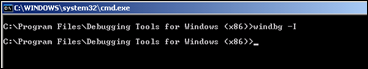 C:\WINDOWS\system32\cmd.exe
C:\Program Files\Debugging Tools for Windows (x86)>windbg -I
C:\Program Files\Debugging Tools for Windows (x86)>_